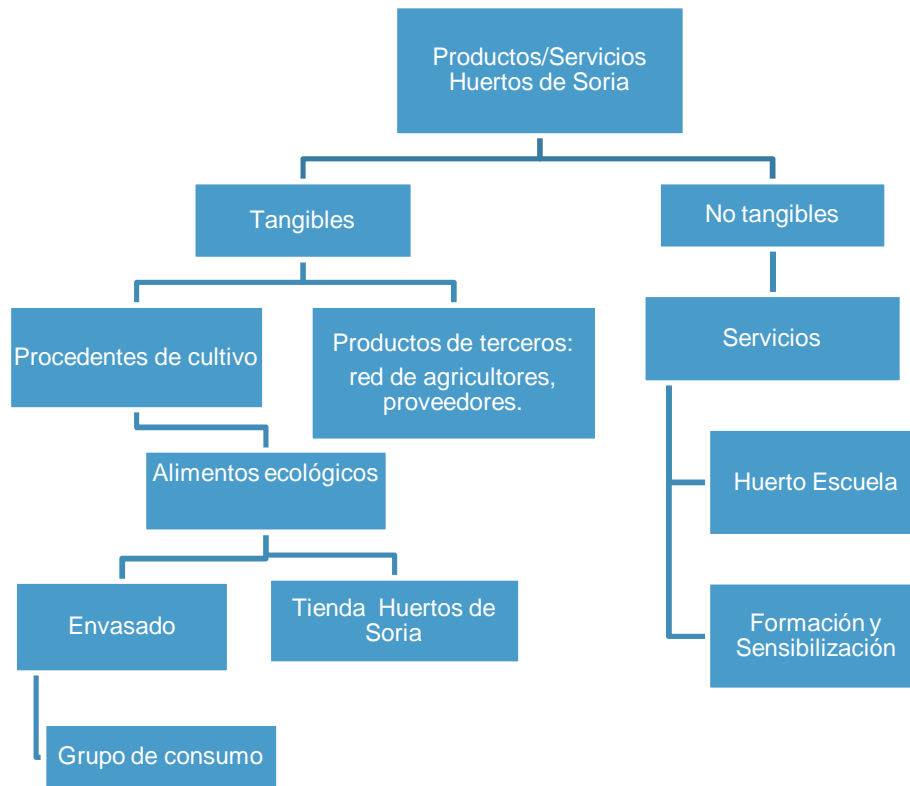 Productos/Servicios
Huertos de Soria
Tangibles
No tangibles
Procedentes de cultivo
Productos de terceros:
red de agricultores,
proveedores.
Servicios
Alimentos ecológicos
Huerto Escuela
Envasado
Tienda Huertos de
Soria
Formación y
Sensibilización
Grupo de consumo